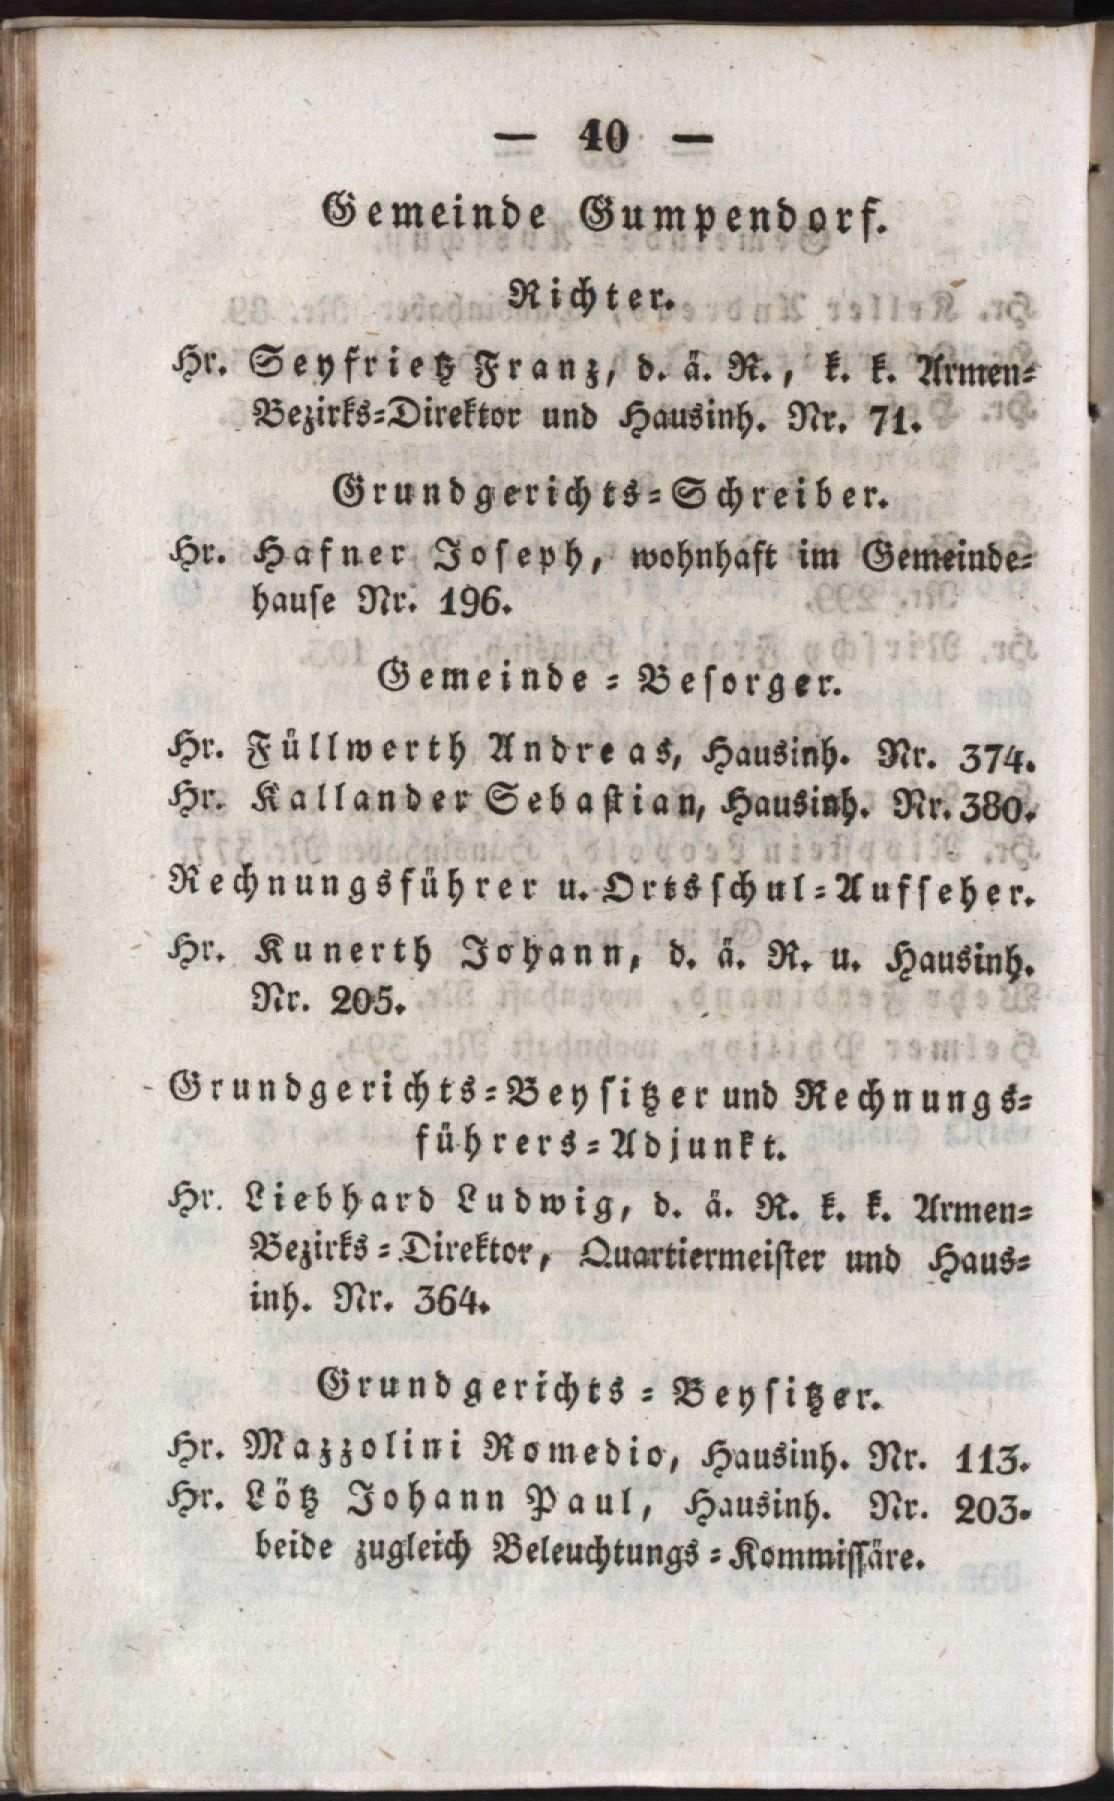 — 40 —
Gemeinde Gumpendorf.
Richter.
Hr. Seyfrietz Franz, d. ä. R., k. k. Armen-
Bezirks-Direktor und Hausinh. Nr. 71.
Grundgerichts-Schreiber.
Hr. Hafner Joseph, wohnhaft im Gemeinde-
hause Nr. 196.
Gemeinde-Besorger.
Hr. Füllwerth Andreas, Hausinh. Nr. 374.
Hr. Kallander Sebastian, Hausinh. Nr. 380.
Rechnungsführer u. Ortsschul-Aufseher.
Hr. Kunerth Johann, d. ä. R. u. Hausinh.
Nr. 205.
Grundgerichts-Beysitzer und Rechnungs-
führers-Adjunkt.
Hr. Liebhard Ludwig, d. ä. R. k. k. Armen-
Bezirks-Direktor, Quartiermeister und Haus-
inh. Nr. 364.
Grundgerichts-Beysitzer.
Hr. Mazzolini Romedio, Hausinh. Nr. 113.
Hr. Lötz Johann Paul, Hausinh. Nr. 203.
beide zugleich Beleuchtungs-Kommissäre.